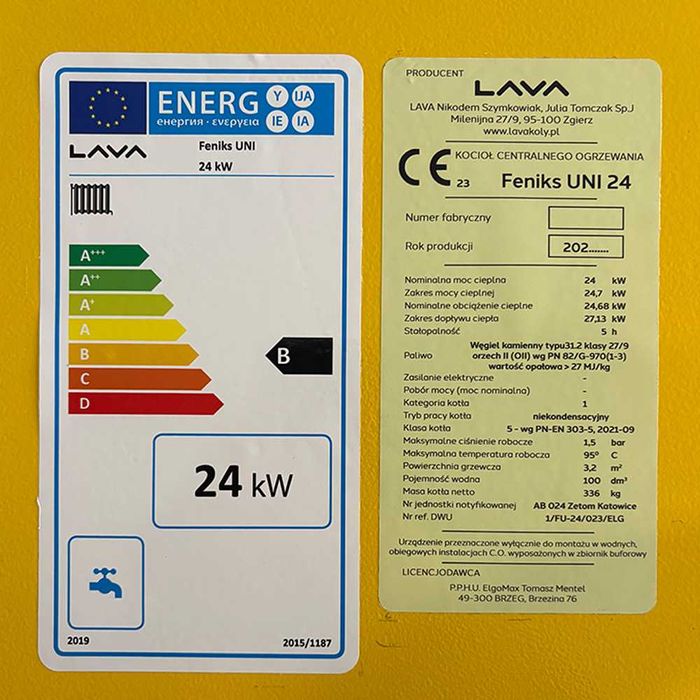 ENERG Y IJA
енергия · ενεργεια IE IA
LAVA Feniks UNI
24 kW
A+++
A++
A+
A
B
C
D
B
24 kW
2019 2015/1187
PRODUCENT LAVA
LAVA Nikodem Szymkowiak, Julia Tomczak Sp.J
Milenijna 27/9, 95-100 Zgierz
www.lavakoly.pl
CE 23 KOCIOŁ CENTRALNEGO OGRZEWANIA
Feniks UNI 24
Numer fabryczny
Rok produkcji 202.......
Nominalna moc cieplna 24 kW
Zakres mocy cieplnej 24,7 kW
Nominalne obciążenie cieplne 24,68 kW
Zakres dopływu ciepła 27,13 kW
Stałopalność 5 h
Węgiel kamienny typu31.2 klasy 27/9
Paliwo orzech II (OII) wg PN 82/G-970(1-3)
wartość opałowa > 27 MJ/kg
Zasilanie elektryczne -
Pobór mocy (moc nominalna) -
Kategoria kotła 1
Tryb pracy kotła niekondensacyjny
Klasa kotła 5 - wg PN-EN 303-5, 2021-09
Maksymalne ciśnienie robocze 1,5 bar
Maksymalna temperatura robocza 95° C
Powierzchnia grzewcza 3,2 m²
Pojemność wodna 100 dm³
Masa kotła netto 336 kg
Nr jednostki notyfikowanej AB 024 Zetom Katowice
Nr ref. DWU 1/FU-24/023/ELG
Urządzenie przeznaczone wyłącznie do montażu w wodnych,
obiegowych instalacjach C.O. wyposażonych w zbiornik buforowy
LICENCJODAWCA
P.P.H.U. ElgoMax Tomasz Mentel
49-300 BRZEG, Brzezina 76